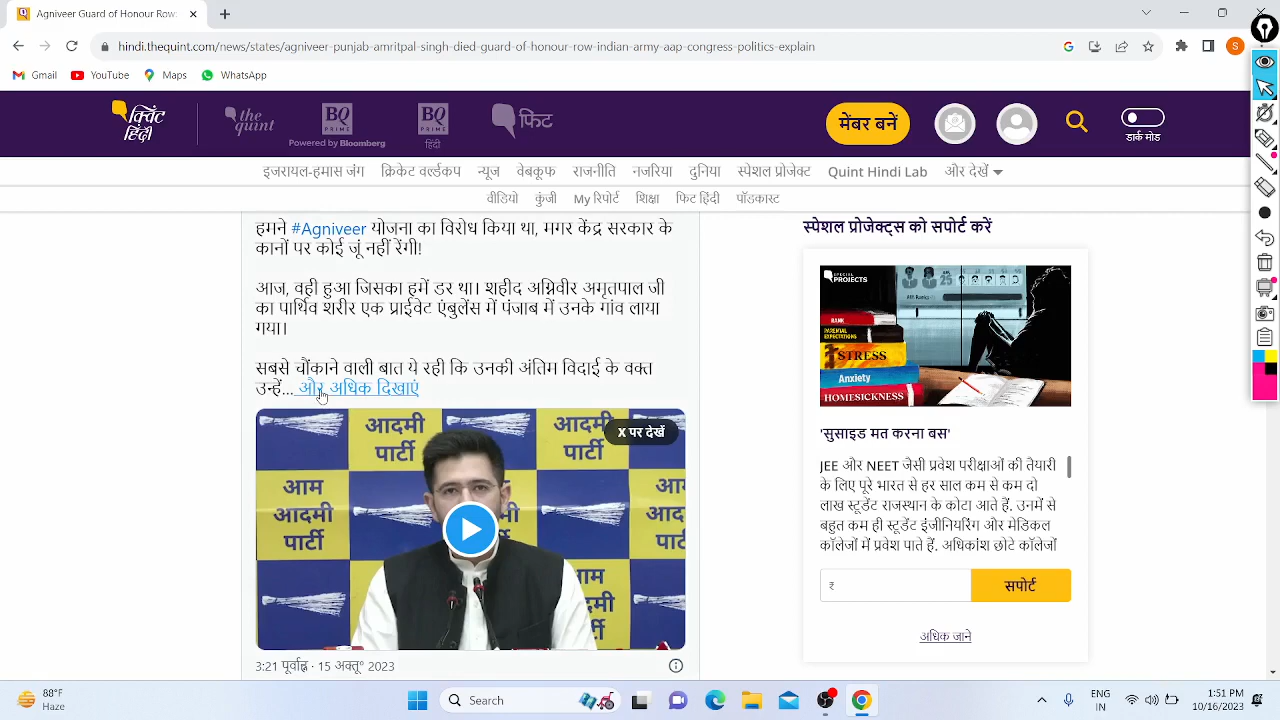 Agniveer Guard of Honour Row:
hindi.thequint.com/news/states/agniveer-punjab-amritpal-singh-died-guard-of-honor-row-indian-army-aap-congress-politics-explain
S
Gmail YouTube Maps WhatsApp
क्विंट हिंदी
the quint
BQ PRIME
Powered by Bloomberg
BQ PRIME
हिंदी
फिट
मेंबर बनें
डार्क मोड
इजरायल-हमास जंग क्रिकेट वर्ल्डकप न्यूज वेबकूफ राजनीति नजरिया दुनिया स्पेशल प्रोजेक्ट Quint Hindi Lab और देखें
वीडियो कुंजी My रिपोर्ट शिक्षा फिट हिंदी पॉडकास्ट
हमने #Agniveer योजना का विरोध किया था, मगर केंद्र सरकार के
कानों पर कोई जूं नहीं रेंगी!
आज, वही हुआ जिसका हमें डर था। शहीद अग्निवीर अमृतपाल जी
का पार्थिव शरीर एक प्राईवेट एंबुलेंस में पंजाब में उनके गांव लाया
गया।
सबसे चौंकाने वाली बात ये रही कि उनकी अंतिम विदाई के वक्त
उन्हें... और अधिक दिखाएं
X पर देखें
आदमी
पार्टी
आम
आदमी
पार्टी
3:21 पूर्वाह्न · 15 अक्तू॰ 2023
स्पेशल प्रोजेक्ट्स को सपोर्ट करें
SPECIAL
PROJECTS
25
BANK
PARENTAL
EXPECTATIONS
STRESS
Anxiety
HOMESICKNESS
'सुसाइड मत करना बस'
JEE और NEET जैसी प्रवेश परीक्षाओं की तैयारी
के लिए पूरे भारत से हर साल कम से कम दो
लाख स्टूडेंट राजस्थान के कोटा आते हैं. उनमें से
बहुत कम ही स्टूडेंट इंजीनियरिंग और मेडिकल
कॉलेजों में प्रवेश पाते हैं. अधिकांश छोटे कॉलेजों
₹
सपोर्ट
अधिक जाने
88°F
Haze
Search
ENG
IN
1:51 PM
10/16/2023